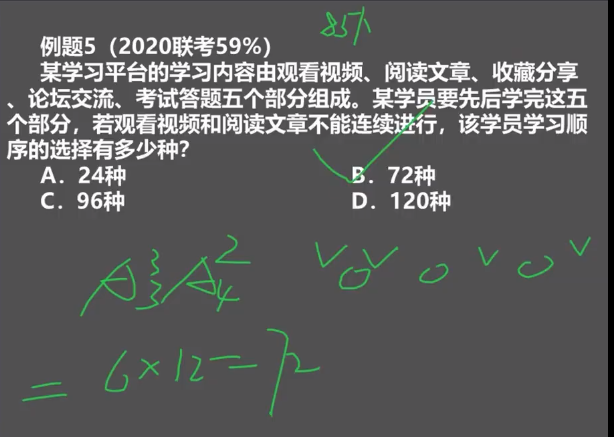 85%
例题5（2020联考59%）
某学习平台的学习内容由观看视频、阅读文章、收藏分享
、论坛交流、考试答题五个部分组成。某学员要先后学完这五
个部分，若观看视频和阅读文章不能连续进行，该学员学习顺
序的选择有多少种？
A．24种 B．72种
C．96种 D．120种
A³₃A²₄
=6×12=72